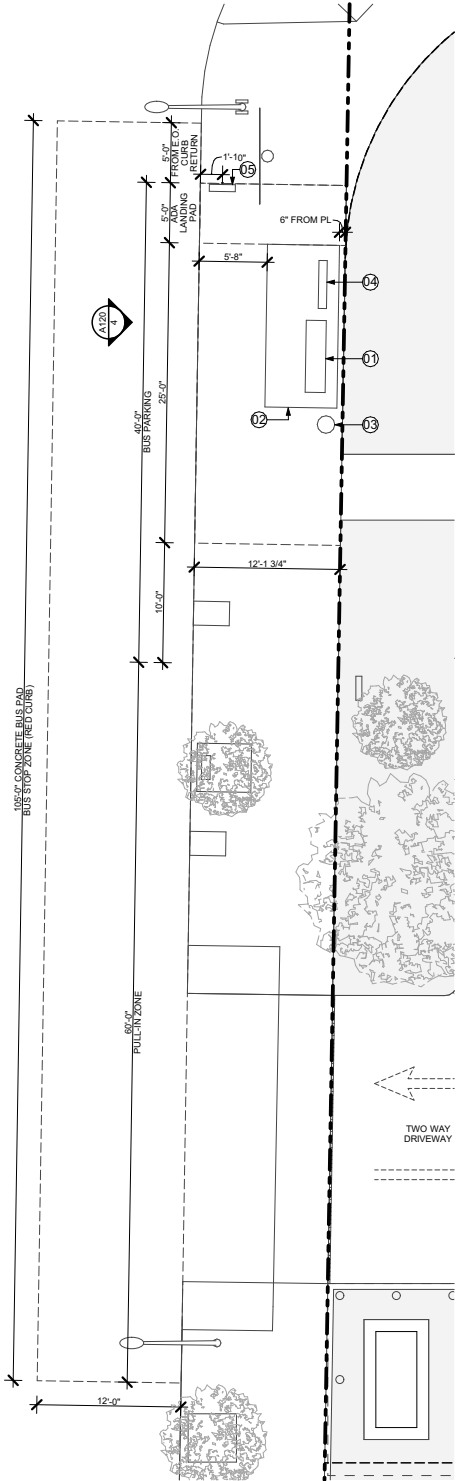 5'-0"
FROM E.O.
CURB
RETURN
1'-10"
05
5'-0"
ADA
LANDING
PAD
6" FROM PL
5'-8"
04
A120
4
01
40'-0"
BUS PARKING
25'-0"
02
03
12'-1 3/4"
10'-0"
105'-0" CONCRETE BUS PAD
BUS STOP ZONE (RED CURB)
60'-0"
PULL-IN ZONE
TWO WAY
DRIVEWAY
12'-0"